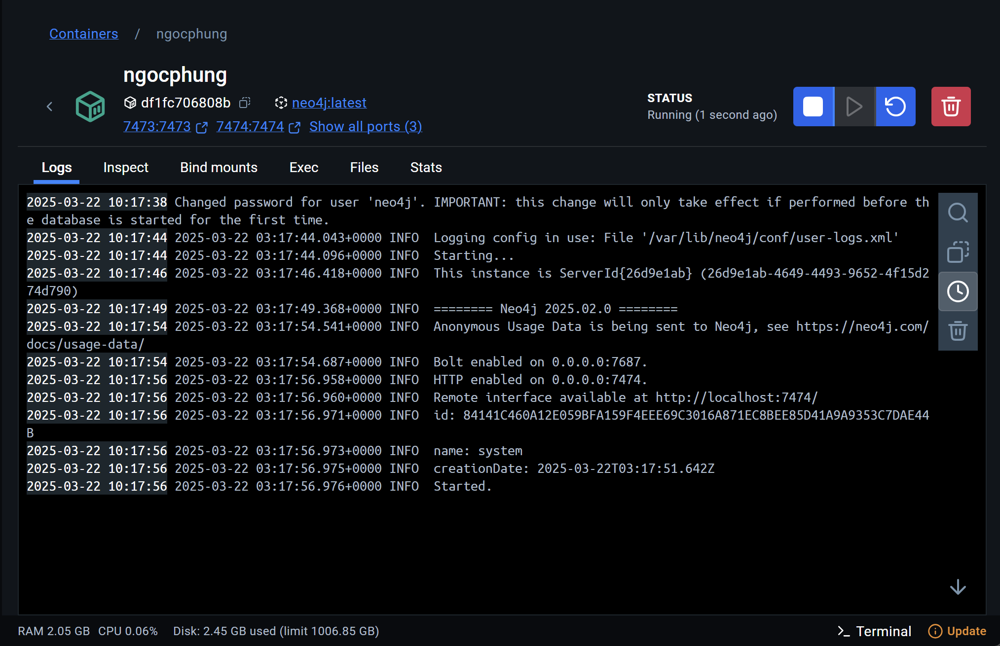 Containers / ngocphung
ngocphung
df1fc706808b neo4j:latest
7473:7473 7474:7474 Show all ports (3)
STATUS
Running (1 second ago)
Logs Inspect Bind mounts Exec Files Stats
2025-03-22 10:17:38 Changed password for user 'neo4j'. IMPORTANT: this change will only take effect if performed before th
e database is started for the first time.
2025-03-22 10:17:44 2025-03-22 03:17:44.043+0000 INFO  Logging config in use: File '/var/lib/neo4j/conf/user-logs.xml'
2025-03-22 10:17:44 2025-03-22 03:17:44.096+0000 INFO  Starting...
2025-03-22 10:17:46 2025-03-22 03:17:46.418+0000 INFO  This instance is ServerId{26d9e1ab} (26d9e1ab-4649-4493-9652-4f15d2
74d790)
2025-03-22 10:17:49 2025-03-22 03:17:49.368+0000 INFO  ======== Neo4j 2025.02.0 ========
2025-03-22 10:17:54 2025-03-22 03:17:54.541+0000 INFO  Anonymous Usage Data is being sent to Neo4j, see https://neo4j.com/
docs/usage-data/
2025-03-22 10:17:54 2025-03-22 03:17:54.687+0000 INFO  Bolt enabled on 0.0.0.0:7687.
2025-03-22 10:17:56 2025-03-22 03:17:56.958+0000 INFO  HTTP enabled on 0.0.0.0:7474.
2025-03-22 10:17:56 2025-03-22 03:17:56.960+0000 INFO  Remote interface available at http://localhost:7474/
2025-03-22 10:17:56 2025-03-22 03:17:56.971+0000 INFO  id: 84141C460A12E059BFA159F4EEE69C3016A871EC8BEE85D41A9A9353C7DAE44
B
2025-03-22 10:17:56 2025-03-22 03:17:56.973+0000 INFO  name: system
2025-03-22 10:17:56 2025-03-22 03:17:56.975+0000 INFO  creationDate: 2025-03-22T03:17:51.642Z
2025-03-22 10:17:56 2025-03-22 03:17:56.976+0000 INFO  Started.
RAM 2.05 GB CPU 0.06% Disk: 2.45 GB used (limit 1006.85 GB) >_ Terminal Update